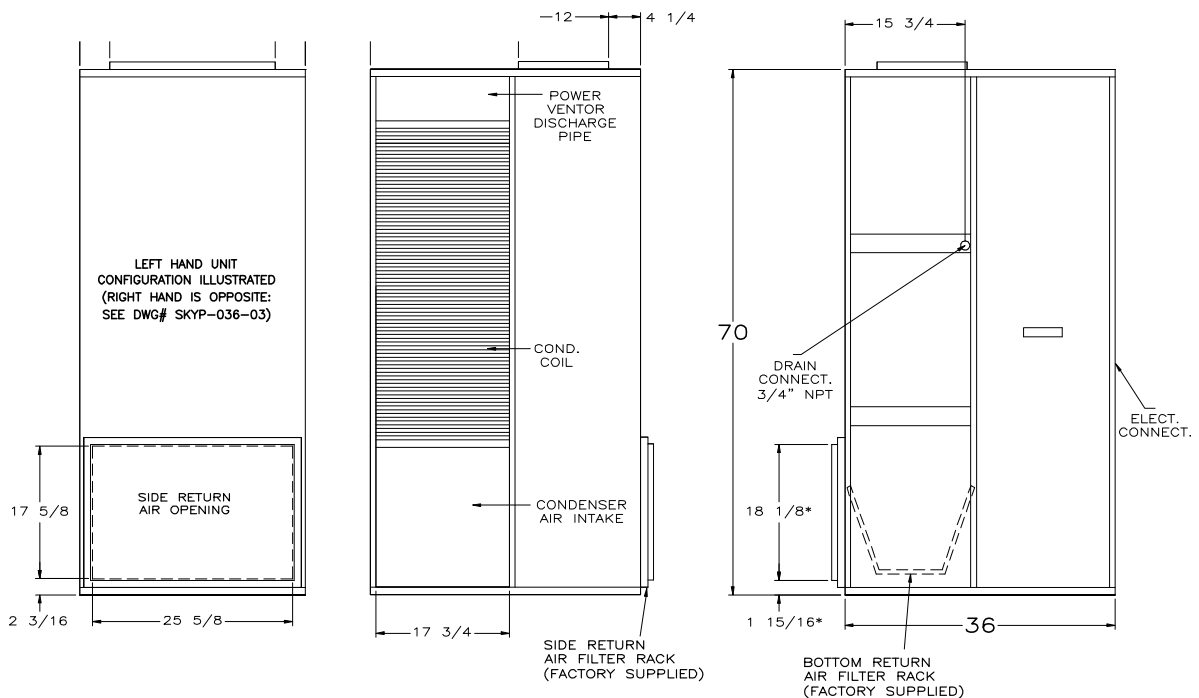 12
4 1/4
15 3/4
POWER
VENTOR
DISCHARGE
PIPE
LEFT HAND UNIT
CONFIGURATION ILLUSTRATED
(RIGHT HAND IS OPPOSITE:
SEE DWG# SKYP-036-03)
COND.
COIL
70
DRAIN
CONNECT.
3/4" NPT
ELECT.
CONNECT.
17 5/8
SIDE RETURN
AIR OPENING
CONDENSER
AIR INTAKE
18 1/8*
2 3/16
25 5/8
17 3/4
SIDE RETURN
AIR FILTER RACK
(FACTORY SUPPLIED)
1 15/16*
36
BOTTOM RETURN
AIR FILTER RACK
(FACTORY SUPPLIED)